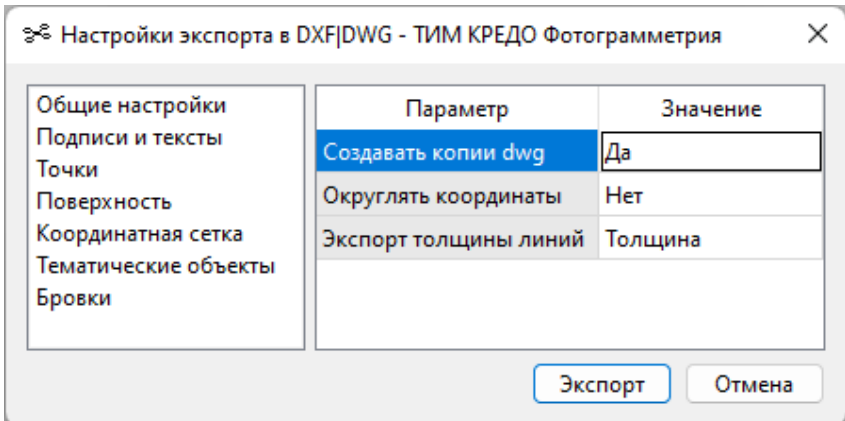 Настройки экспорта в DXF|DWG - ТИМ КРЕДО Фотограмметрия
Общие настройки
Подписи и тексты
Точки
Поверхность
Координатная сетка
Тематические объекты
Бровки
Параметр Значение
Создавать копии dwg Да
Округлять координаты Нет
Экспорт толщины линий Толщина
Экспорт Отмена